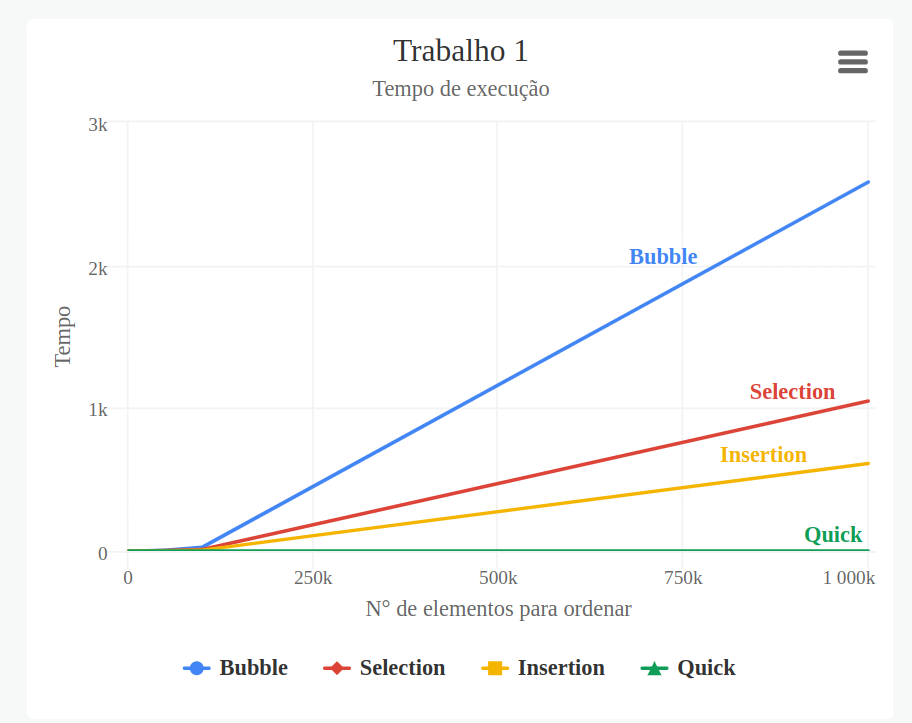 Trabalho 1
Tempo de execução
3k
2k
1k
0
Tempo
Bubble
Selection
Insertion
Quick
0 250k 500k 750k 1 000k
N° de elementos para ordenar
Bubble Selection Insertion Quick